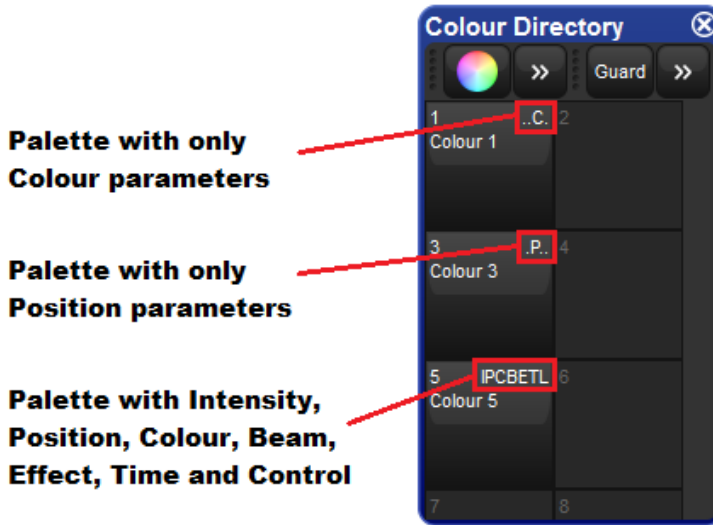 Colour Directory
» Guard »
1 ..C. 2
Colour 1
Palette with only
Colour parameters
3 .P.. 4
Colour 3
Palette with only
Position parameters
5 IPCBETL 6
Colour 5
Palette with Intensity,
Position, Colour, Beam,
Effect, Time and Control
7 8